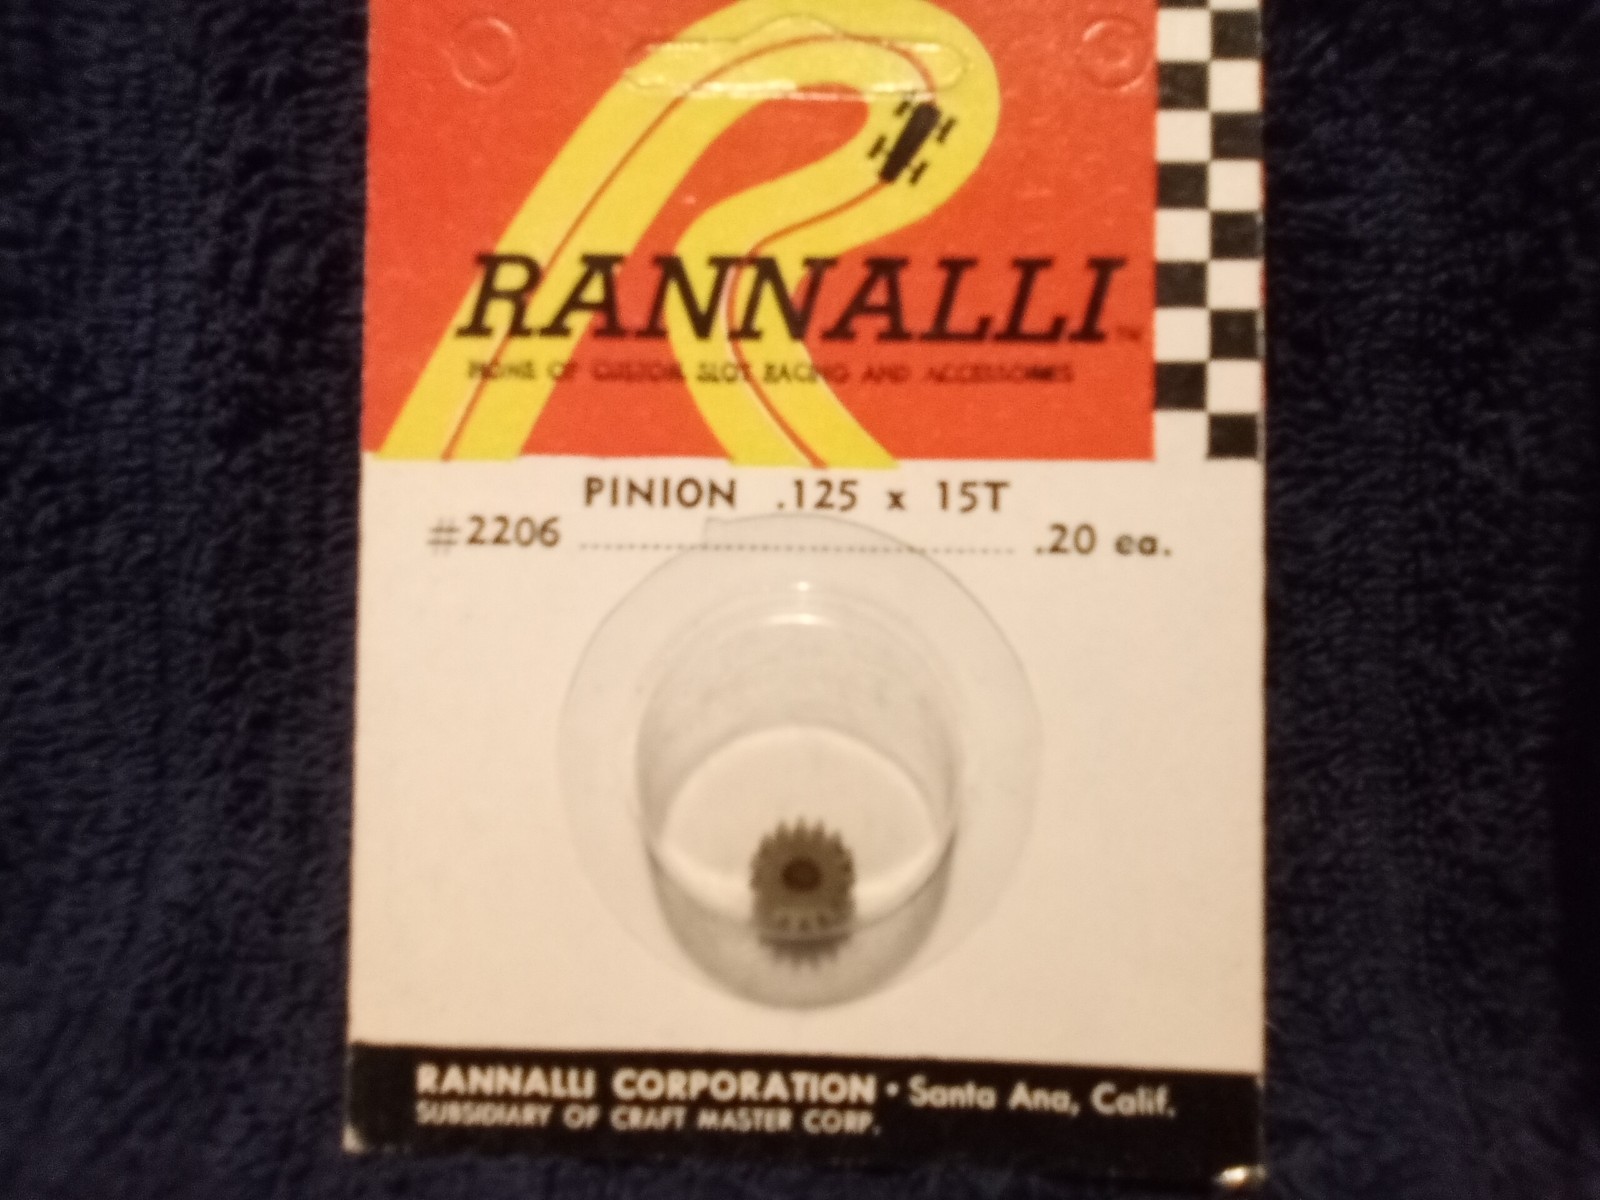 RANNALLI™
HOME OF CUSTOM SLOT RACING AND ACCESSORIES
PINION .125 x 15T
#2206 .................... .20 ea.
RANNALLI CORPORATION • Santa Ana, Calif.
SUBSIDIARY OF CRAFT MASTER CORP.